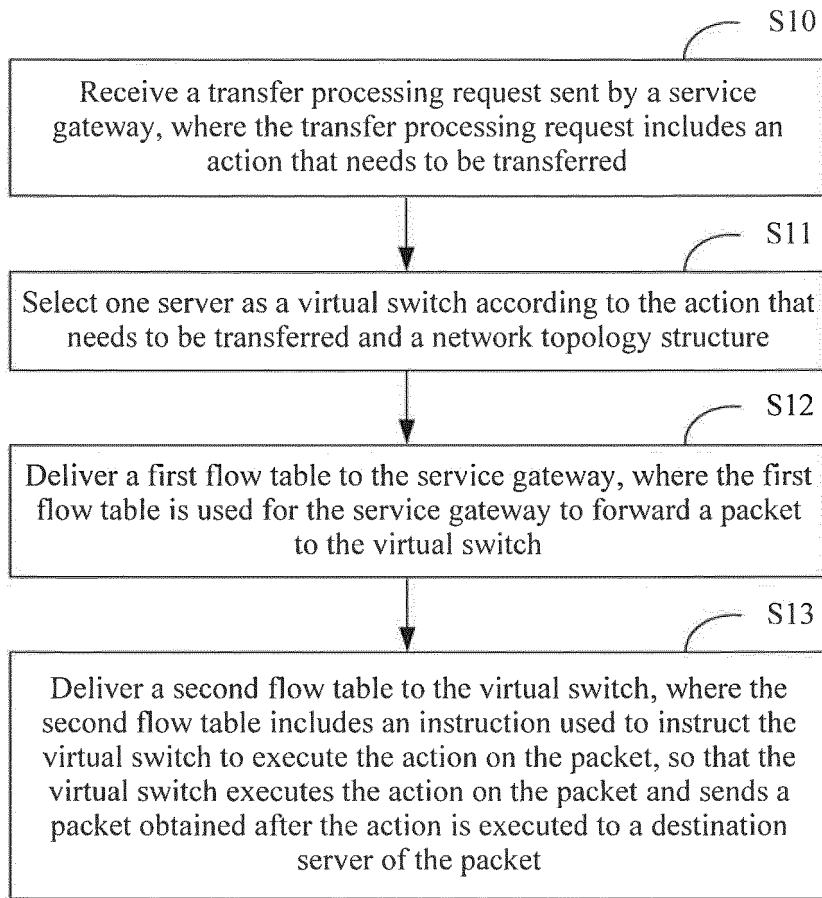 S10
Receive a transfer processing request sent by a service
gateway, where the transfer processing request includes an
action that needs to be transferred
S11
Select one server as a virtual switch according to the action that
needs to be transferred and a network topology structure
S12
Deliver a first flow table to the service gateway, where the first
flow table is used for the service gateway to forward a packet
to the virtual switch
S13
Deliver a second flow table to the virtual switch, where the
second flow table includes an instruction used to instruct the
virtual switch to execute the action on the packet, so that the
virtual switch executes the action on the packet and sends a
packet obtained after the action is executed to a destination
server of the packet